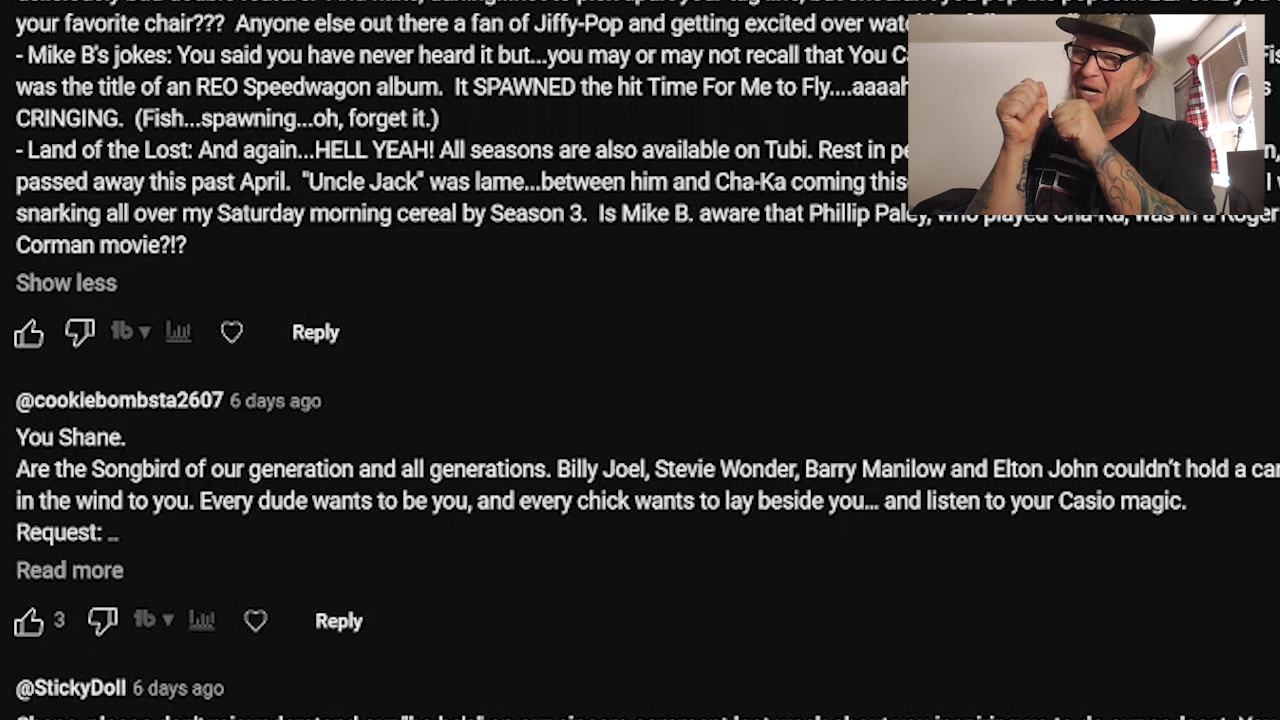 your favorite chair??? Anyone else out there a fan of Jiffy-Pop and getting excited over
- Mike B's jokes: You said you have never heard it but...you may or may not recall that You
was the title of an REO Speedwagon album. It SPAWNED the hit Time For Me to Fly....aaaah
CRINGING. (Fish...spawning...oh, forget it.)
- Land of the Lost: And again...HELL YEAH! All seasons are also available on Tubi. Rest in
passed away this past April. "Uncle Jack" was lame...between him and Cha-Ka coming
snarking all over my Saturday morning cereal by Season 3. Is Mike B. aware that Phillip Paley, who played Cha-Ka, was in a Roger
Corman movie?!?
Show less
Reply
@cookiebombsta2607 6 days ago
You Shane.
Are the Songbird of our generation and all generations. Billy Joel, Stevie Wonder, Barry Manilow and Elton John couldn't hold a
in the wind to you. Every dude wants to be you, and every chick wants to lay beside you... and listen to your Casio magic.
Request: ..
Read more
3 Reply
@StickyDoll 6 days ago